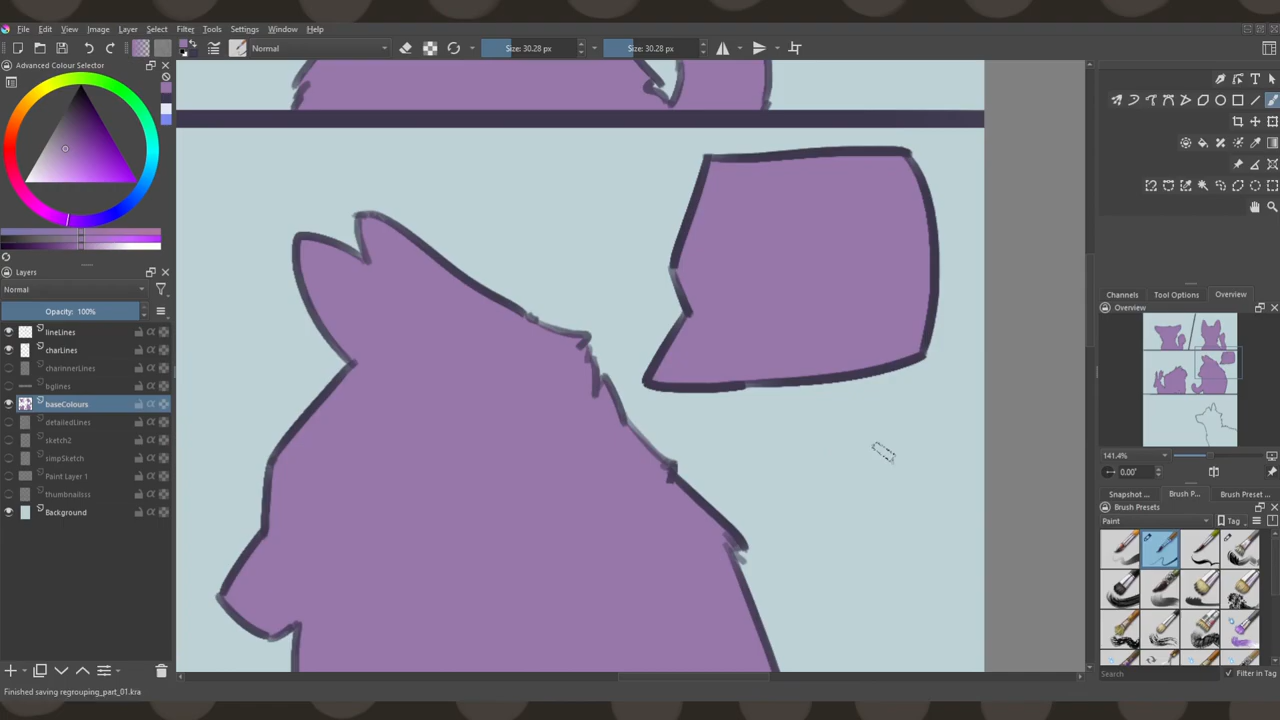 File Edit View Image Layer Select Filter Tools Settings Window Help
Normal Size: 30.28 px Size: 30.28 px
Advanced Colour Selector
Layers
Normal
Opacity: 100%
lineLines
charLines
charinnerLines
bglines
baseColours
detailedLines
sketch2
simpSketch
Paint Layer 1
thumbnailsss
Background
Finished saving regrouping_part_01.kra
Channels Tool Options Overview
Overview
141.4%
0.00°
Snapshot ... Brush P... Brush Preset ...
Brush Presets
Paint Tag
Search Filter in Tag